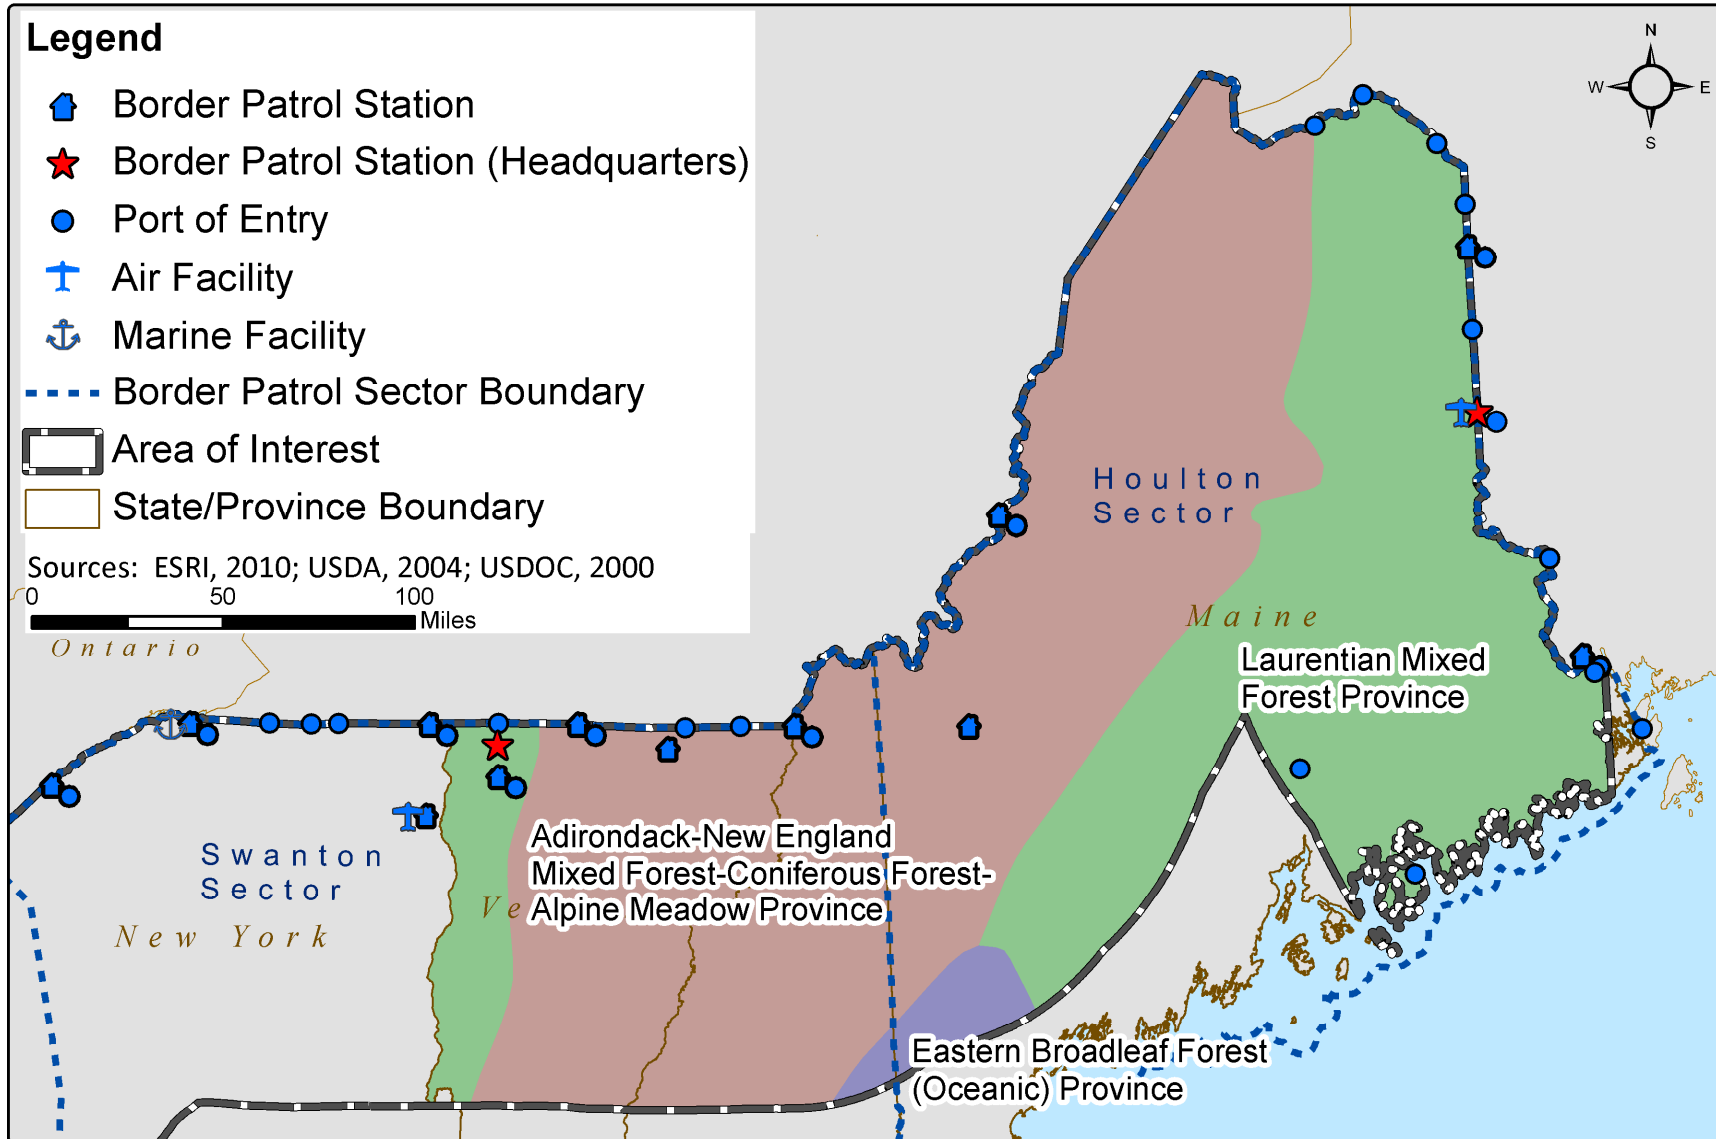 Legend
Border Patrol Station
Border Patrol Station (Headquarters)
Port of Entry
Air Facility
Marine Facility
Border Patrol Sector Boundary
Area of Interest
State/Province Boundary
Sources: ESRI, 2010; USDA, 2004; USDOC, 2000
0 50 100
Miles
N
W E
S
Ontario
Houlton
Sector
Maine
Laurentian Mixed
Forest Province
Swanton
Sector
New York
Ve
Adirondack-New England
Mixed Forest-Coniferous Forest-
Alpine Meadow Province
Eastern Broadleaf Forest
(Oceanic) Province